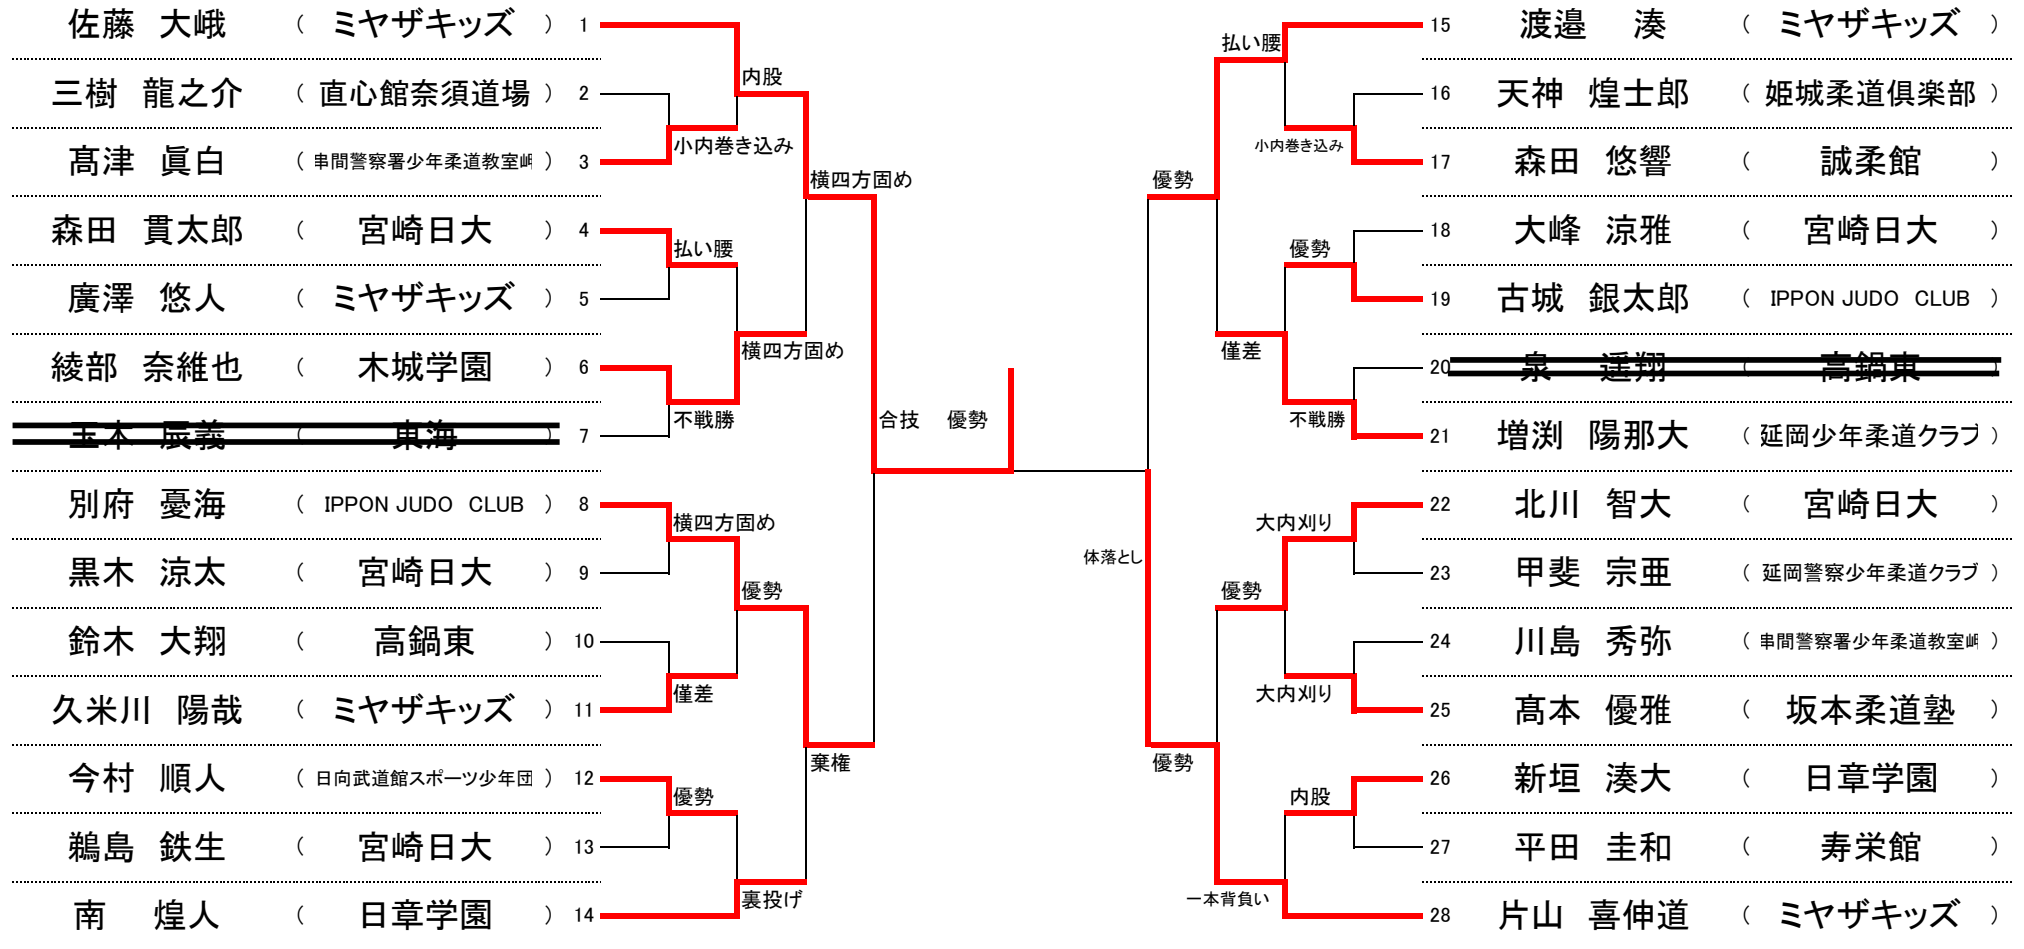 佐藤 大峨 （ ミヤザキッズ ） 1
三樹 龍之介 （ 直心館奈須道場 ） 2
髙津 眞白 （ 串間警察署少年柔道教室 ） 3
森田 貫太郎 （ 宮崎日大 ） 4
廣澤 悠人 （ ミヤザキッズ ） 5
綾部 奈維也 （ 木城学園 ） 6
玉本 辰義 （ 東海 ） 7
別府 憂海 （ IPPON JUDO CLUB ） 8
黒木 涼太 （ 宮崎日大 ） 9
鈴木 大翔 （ 高鍋東 ） 10
久米川 陽哉 （ ミヤザキッズ ） 11
今村 順人 （ 日向武道館スポーツ少年団 ） 12
鵜島 鉄生 （ 宮崎日大 ） 13
南 煌人 （ 日章学園 ） 14
内股
小内巻き込み
横四方固め
払い腰
横四方固め
不戦勝
合技 優勢
横四方固め
優勢
僅差
棄権
優勢
裏投げ
払い腰
小内巻き込み
優勢
優勢
僅差
不戦勝
大内刈り
体落とし
優勢
大内刈り
優勢
内股
一本背負い
15 渡邉 湊 （ ミヤザキッズ ）
16 天神 煌士郎 （ 姫城柔道倶楽部 ）
17 森田 悠響 （ 誠柔館 ）
18 大峰 涼雅 （ 宮崎日大 ）
19 古城 銀太郎 （ IPPON JUDO CLUB ）
20 泉 遥翔 （ 高鍋東 ）
21 増渕 陽那大 （ 延岡少年柔道クラブ ）
22 北川 智大 （ 宮崎日大 ）
23 甲斐 宗亜 （ 延岡警察少年柔道クラブ ）
24 川島 秀弥 （ 串間警察署少年柔道教室 ）
25 髙本 優雅 （ 坂本柔道塾 ）
26 新垣 湊大 （ 日章学園 ）
27 平田 圭和 （ 寿栄館 ）
28 片山 喜伸道 （ ミヤザキッズ ）